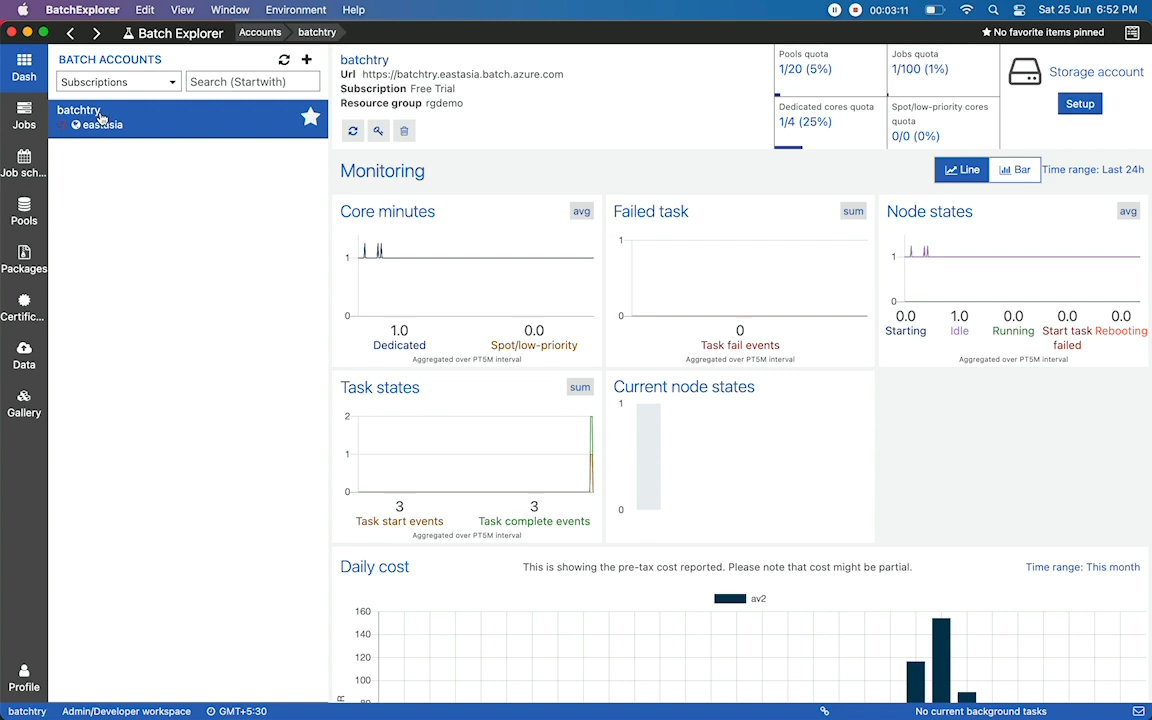 BatchExplorer Edit View Window Environment Help 00:03:11 Sat 25 Jun 6:52 PM
Batch Explorer Accounts batchtry No favorite items pinned
Dash
Jobs
Job sch...
Pools
Packages
Certific...
Data
Gallery
Profile
BATCH ACCOUNTS
Subscriptions Search (Startwith)
batchtry
eastasia
batchtry
Url https://batchtry.eastasia.batch.azure.com
Subscription Free Trial
Resource group rgdemo
Pools quota
1/20 (5%)
Jobs quota
1/100 (1%)
Dedicated cores quota
1/4 (25%)
Spot/low-priority cores
quota
0/0 (0%)
Storage account
Setup
Monitoring
Line Bar Time range: Last 24h
Core minutes avg
1
0
1.0 0.0
Dedicated Spot/low-priority
Aggregated over PT5M interval
Failed task sum
1
0
0
Task fail events
Aggregated over PT5M interval
Node states avg
1
0
0.0 1.0 0.0 0.0 0.0
Starting Idle Running Start task Rebooting
failed
Aggregated over PT5M interval
Task states sum
2
1
0
3 3
Task start events Task complete events
Aggregated over PT5M interval
Current node states
1
0
Daily cost This is showing the pre-tax cost reported. Please note that cost might be partial. Time range: This month
av2
160
140
120
100
80
R
batchtry Admin/Developer workspace GMT+5:30 No current background tasks